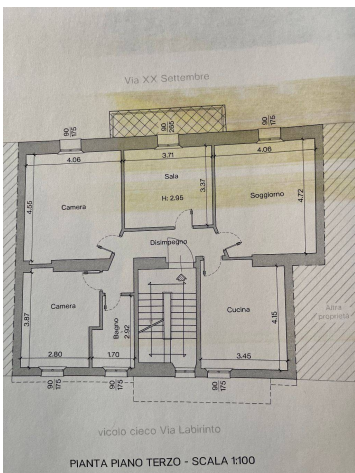 Via XX Settembre
90
175
90
265
90
175
4.06
3.71
4.06
Sala
H: 2.95
3.37
4.55
Camera
Soggiorno
4.72
Disimpegno
Camera
3.87
Bagno
2.92
Cucina
4.15
Altra
proprietà
2.80
1.70
3.45
90
175
90
175
90
175
vicolo cieco Via Labirinto
PIANTA PIANO TERZO - SCALA 1:100